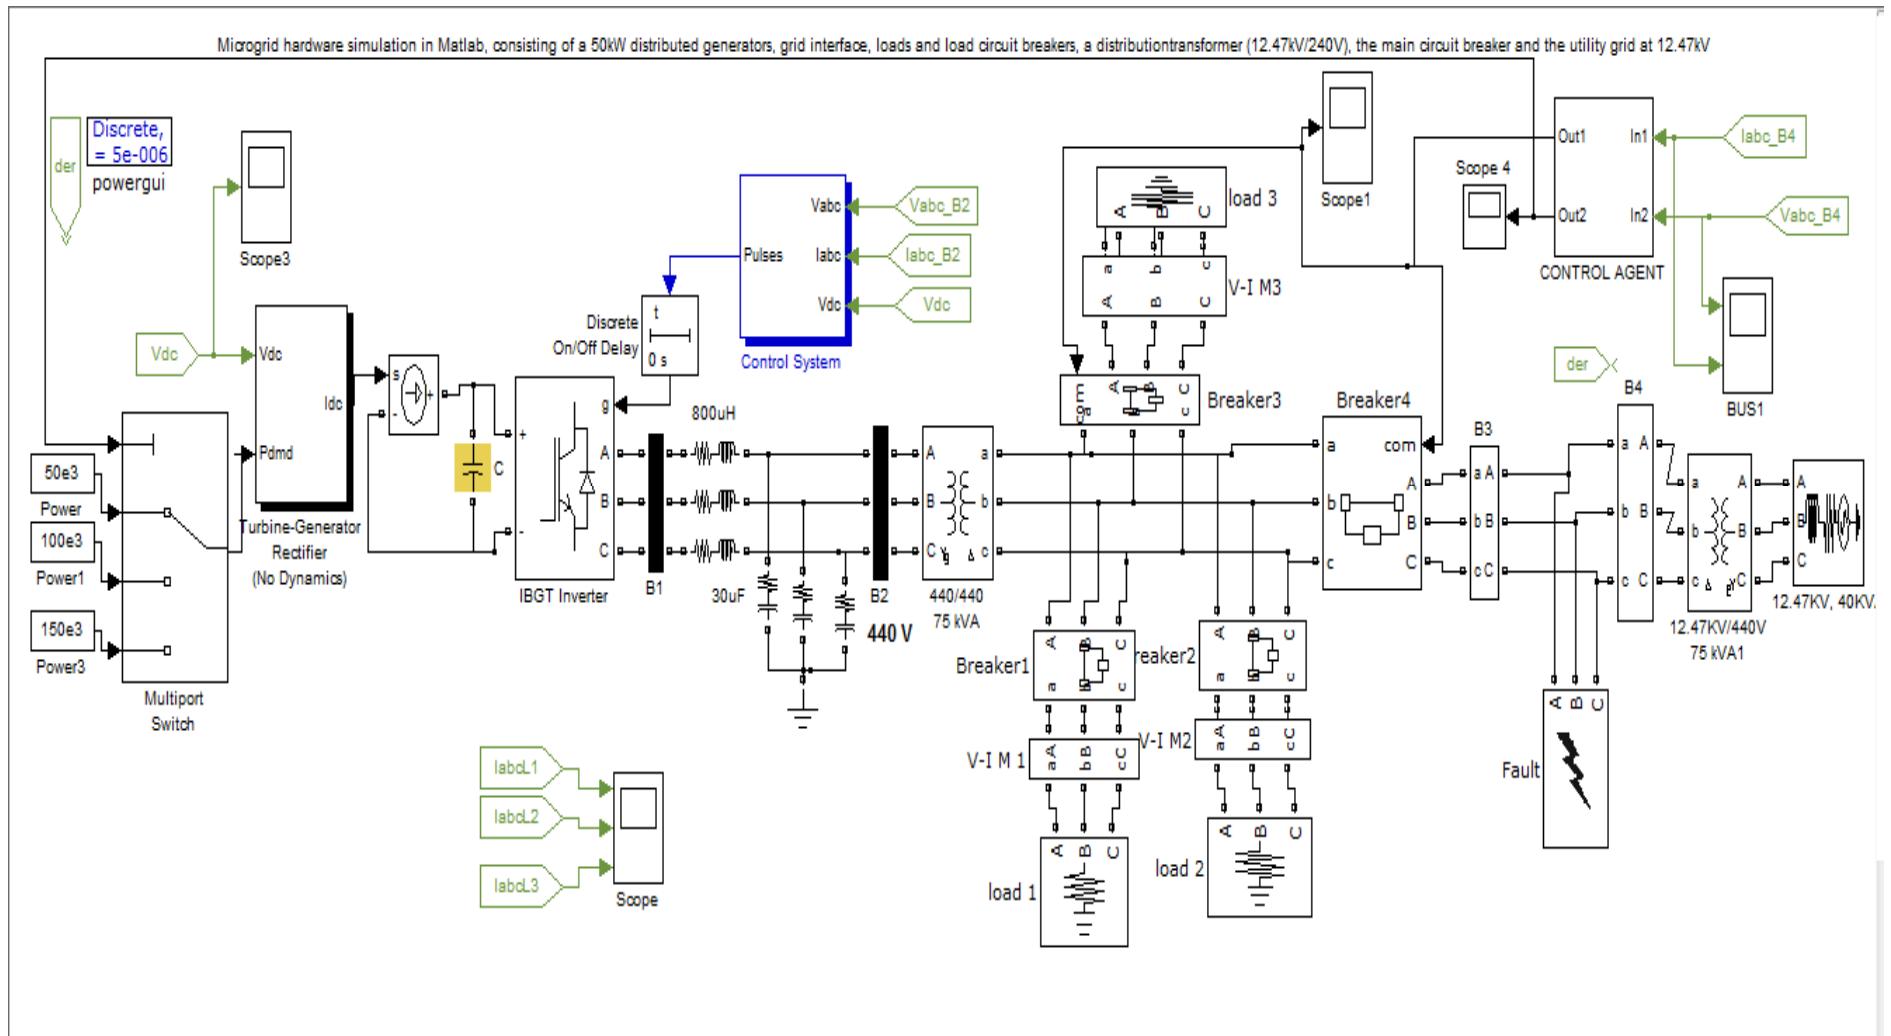 Microgrid hardware simulation in Matlab, consisting of a 50kW distributed generators, grid interface, loads and load circuit breakers, a distributiontransformer (12.47kV/240V), the main circuit breaker and the utility grid at 12.47kV
der
Discrete,
= 5e-006
powergui
Scope3
Vdc
Vdc
Idc
Pdmd
Turbine-Generator
Rectifier
(No Dynamics)
50e3
Power
100e3
Power1
150e3
Power3
Multiport
Switch
s
+
-
C
+
-
g
A
B
C
IBGT Inverter
Discrete
On/Off Delay
t
0 s
Pulses
Vabc
Iabc
Vdc
Control System
Vabc_B2
Iabc_B2
Vdc
B1
800uH
30uF
B2
440 V
A a
B b
C Yg Δ c
440/440
75 kVA
load 3
A B C
a b c
A B C
V-I M3
com
A B C
a c
Breaker3
Scope1
Scope 4
Out1
Out2
In1
In2
CONTROL AGENT
Iabc_B4
Vabc_B4
BUS1
der
Breaker4
com
a
b
c
A
B
C
B3
a A
b B
c C
B4
a A
b B
c C
a A
b B
c Δ Yg C
12.47KV/440V
75 kVA1
A
B
C
12.47KV, 40KV.
Breaker1
A B C
a b c
V-I M 1
A B C
a b c
A B C
load 1
reaker2
A B C
a b c
V-I M2
A B C
a b c
A B C
load 2
Fault
A B C
IabcL1
IabcL2
IabcL3
Scope